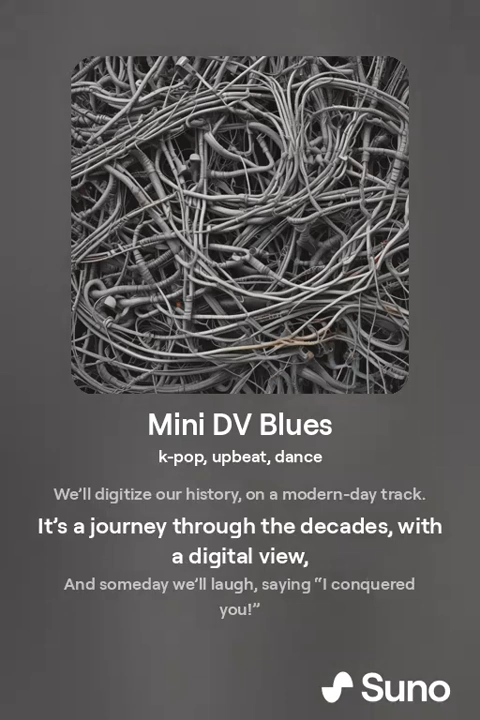 Mini DV Blues
k-pop, upbeat, dance
We’ll digitize our history, on a modern-day track.
It’s a journey through the decades, with
a digital view,
And someday we’ll laugh, saying “I conquered
you!”
Suno